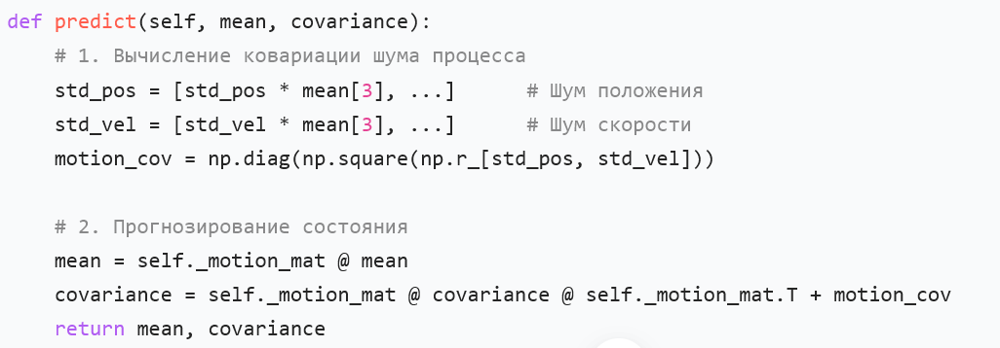 def predict(self, mean, covariance):
    # 1. Вычисление ковариации шума процесса
    std_pos = [std_pos * mean[3], ...]      # Шум положения
    std_vel = [std_vel * mean[3], ...]      # Шум скорости
    motion_cov = np.diag(np.square(np.r_[std_pos, std_vel]))
    # 2. Прогнозирование состояния
    mean = self._motion_mat @ mean
    covariance = self._motion_mat @ covariance @ self._motion_mat.T + motion_cov
    return mean, covariance